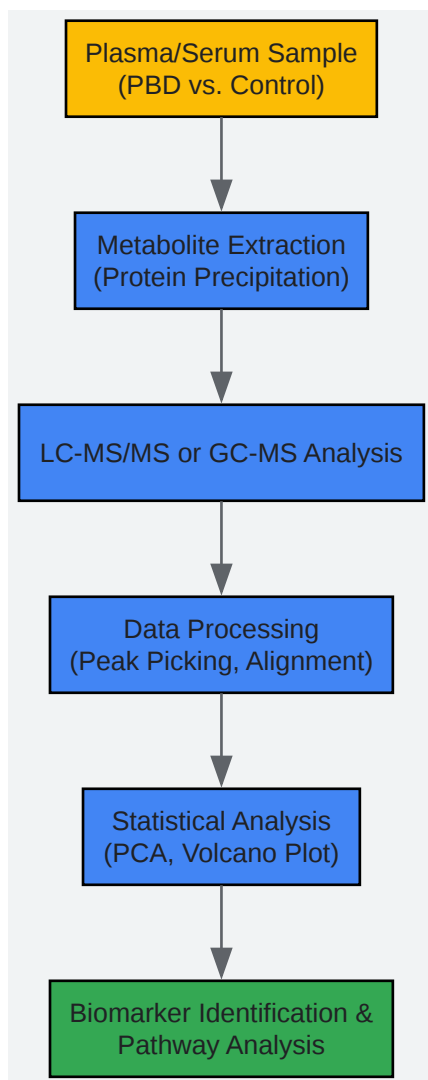 Plasma/Serum Sample
(PBD vs. Control)
Metabolite Extraction
(Protein Precipitation)
LC-MS/MS or GC-MS Analysis
Data Processing
(Peak Picking, Alignment)
Statistical Analysis
(PCA, Volcano Plot)
Biomarker Identification &
Pathway Analysis